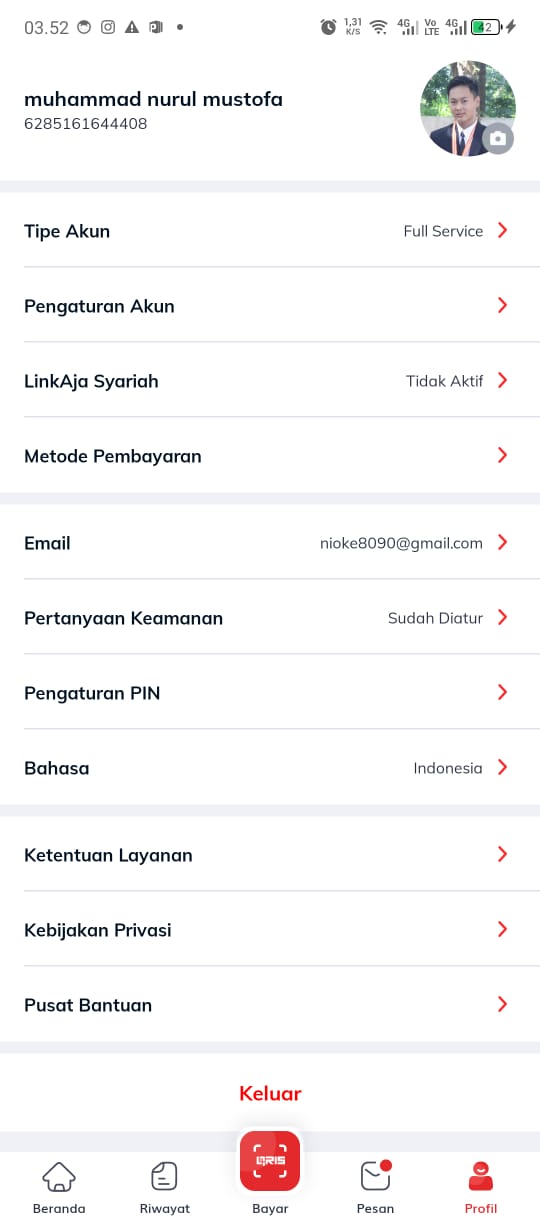 03.52
1,31 K/S
4G
Vo LTE
4G
42
muhammad nurul mustofa
6285161644408
Tipe Akun Full Service
Pengaturan Akun
LinkAja Syariah Tidak Aktif
Metode Pembayaran
Email nioke8090@gmail.com
Pertanyaan Keamanan Sudah Diatur
Pengaturan PIN
Bahasa Indonesia
Ketentuan Layanan
Kebijakan Privasi
Pusat Bantuan
Keluar
QRIS
Beranda Riwayat Bayar Pesan Profil